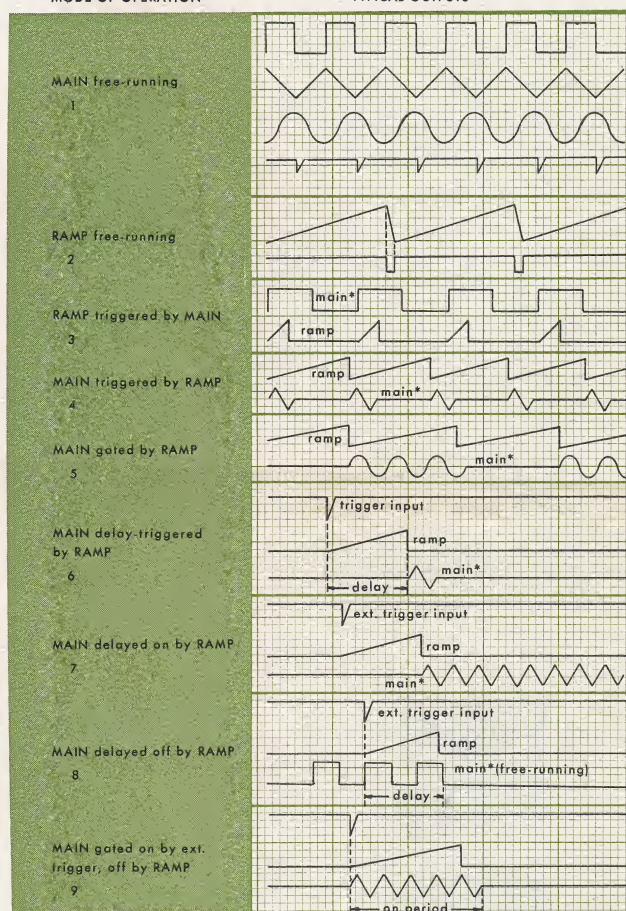 MODE OF OPERATION
TYPICAL OUTPUTS
MAIN free-running
1
RAMP free-running
2
RAMP triggered by MAIN
3
main*
ramp
MAIN triggered by RAMP
4
ramp
main*
MAIN gated by RAMP
5
ramp
main*
MAIN delay-triggered
by RAMP
6
trigger input
ramp
main*
delay
MAIN delayed on by RAMP
7
ext. trigger input
ramp
main*
MAIN delayed off by RAMP
8
ext. trigger input
ramp
main*(free-running)
delay
MAIN gated on by ext.
trigger, off by RAMP
9
on period